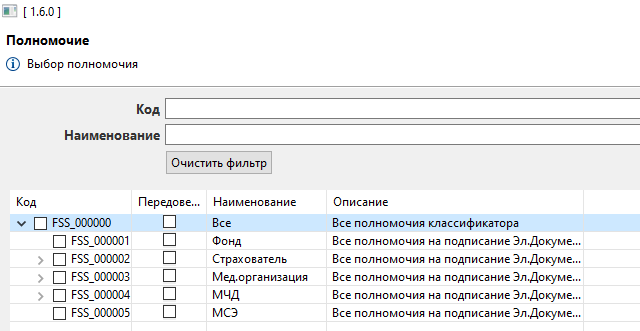 [ 1.6.0 ]
Полномочие
Выбор полномочия
Код
Наименование
Очистить фильтр
Код Передове... Наименование Описание
FSS_000000 Все Все полномочия классификатора
FSS_000001 Фонд Все полномочия на подписание Эл.Докуме...
FSS_000002 Страхователь Все полномочия на подписание Эл.Докуме...
FSS_000003 Мед.организация Все полномочия на подписание Эл.Докуме...
FSS_000004 МЧД Все полномочия на подписание Эл.Докуме...
FSS_000005 МСЭ Все полномочия на подписание Эл.Докуме...